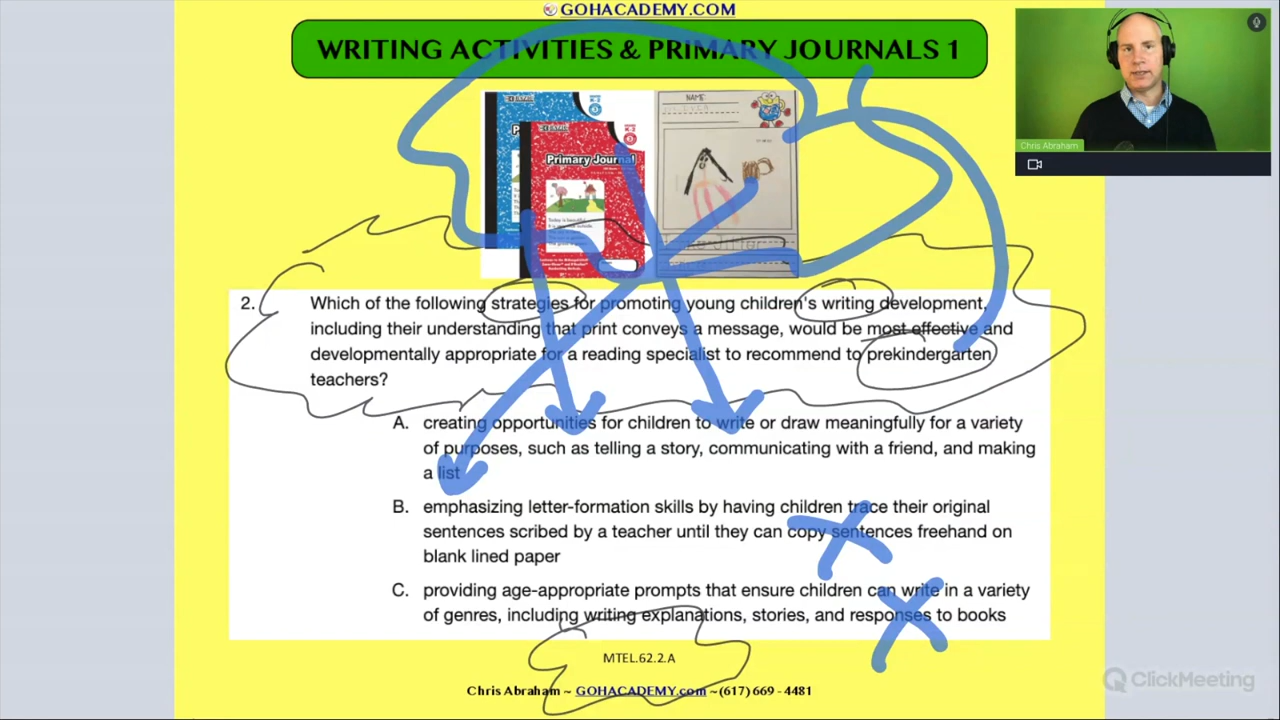 GOHACADEMY.COM
WRITING ACTIVITIES & PRIMARY JOURNALS 1
Primary Journal
NAME
Chris Abraham
2. Which of the following strategies for promoting young children's writing development,
including their understanding that print conveys a message, would be most effective and
developmentally appropriate for a reading specialist to recommend to prekindergarten
teachers?
A. creating opportunities for children to write or draw meaningfully for a variety
of purposes, such as telling a story, communicating with a friend, and making
a list
B. emphasizing letter-formation skills by having children trace their original
sentences scribed by a teacher until they can copy sentences freehand on
blank lined paper
C. providing age-appropriate prompts that ensure children can write in a variety
of genres, including writing explanations, stories, and responses to books
MTEL.62.2.A
Chris Abraham ~ GOHACADEMY.com ~(617) 669 - 4481
ClickMeeting